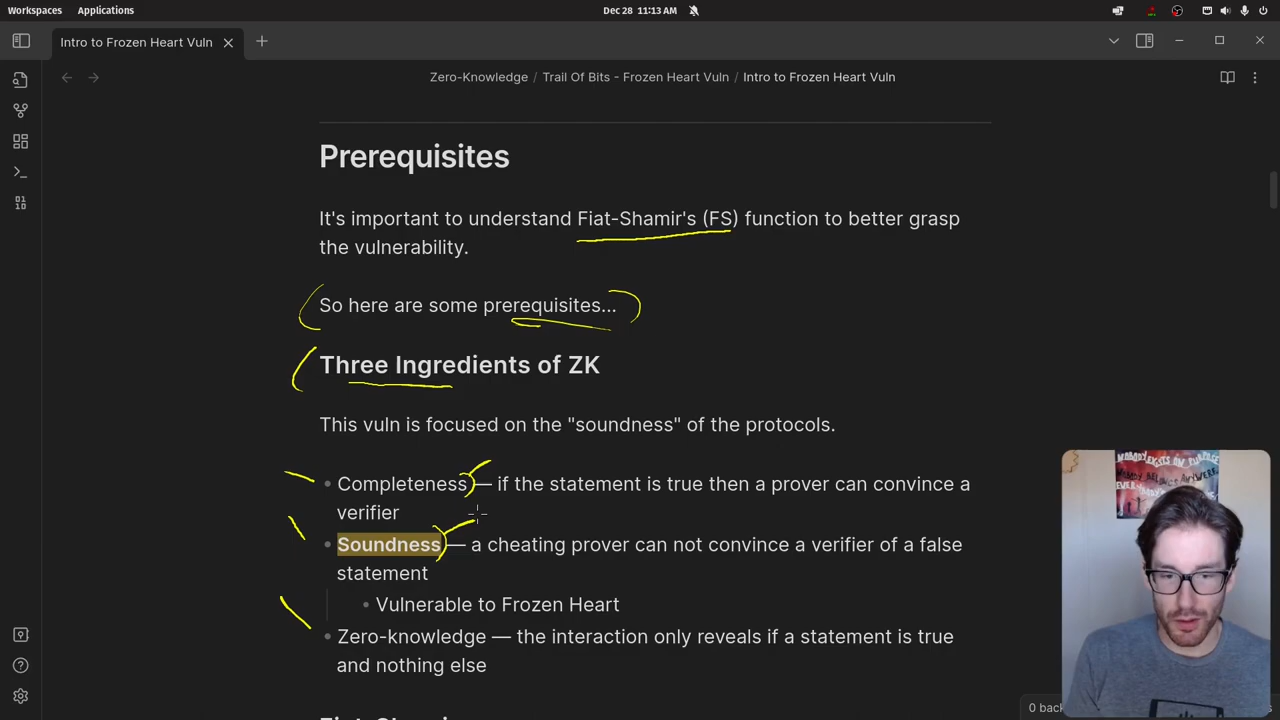 Workspaces Applications Dec 28 11:13 AM
Intro to Frozen Heart Vuln
Zero-Knowledge / Trail Of Bits - Frozen Heart Vuln / Intro to Frozen Heart Vuln
Prerequisites
It's important to understand Fiat-Shamir's (FS) function to better grasp
the vulnerability.
So here are some prerequisites...
Three Ingredients of ZK
This vuln is focused on the "soundness" of the protocols.
• Completeness — if the statement is true then a prover can convince a
verifier
• Soundness — a cheating prover can not convince a verifier of a false
statement
• Vulnerable to Frozen Heart
• Zero-knowledge — the interaction only reveals if a statement is true
and nothing else
NOBODY EXISTS ON PURPOSE
0 back